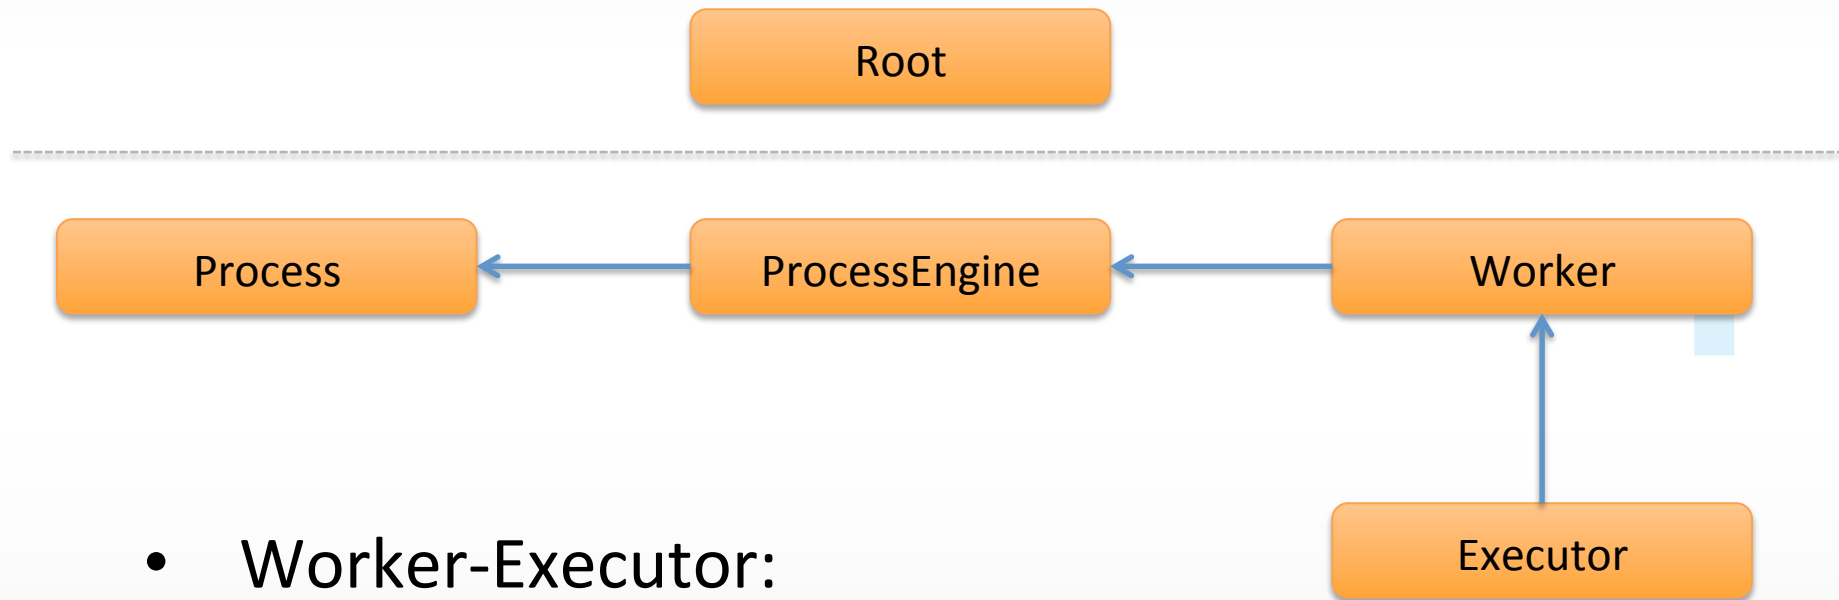 Root
Process
ProcessEngine
Worker
Executor
• Worker-Executor: